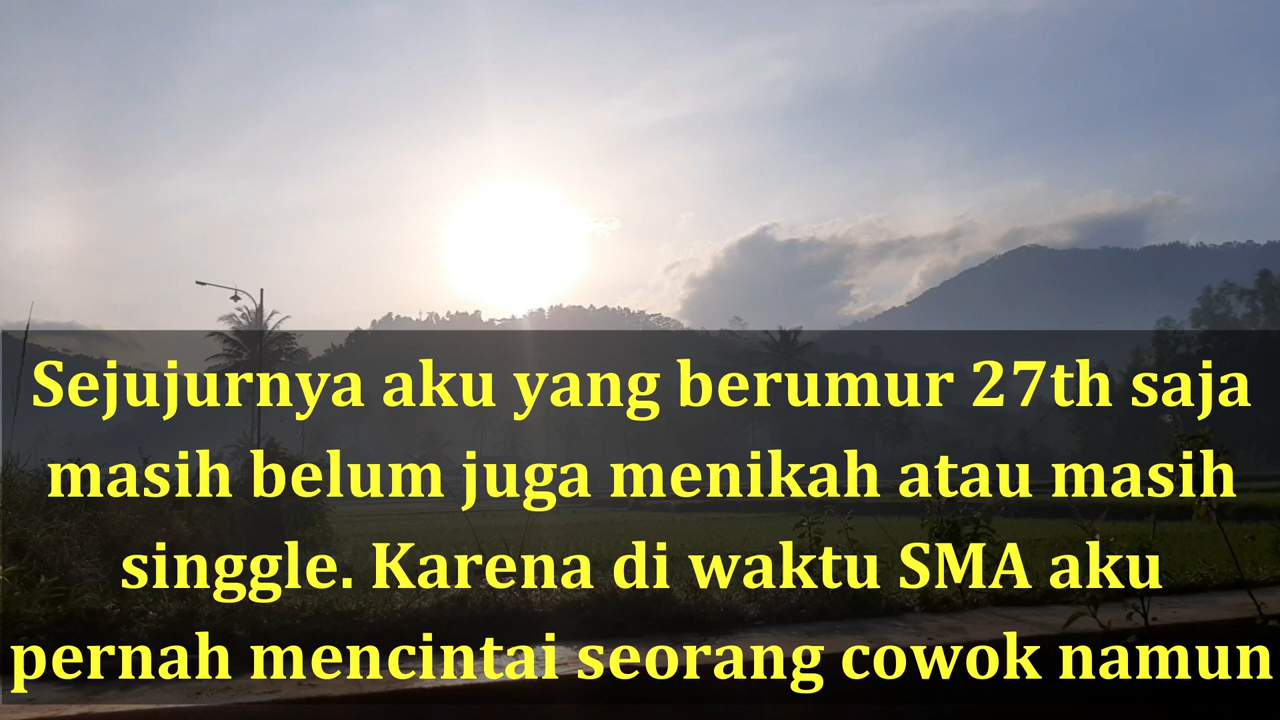 Sejujurnya aku yang berumur 27th saja
masih belum juga menikah atau masih
singgle. Karena di waktu SMA aku
pernah mencintai seorang cowok namun